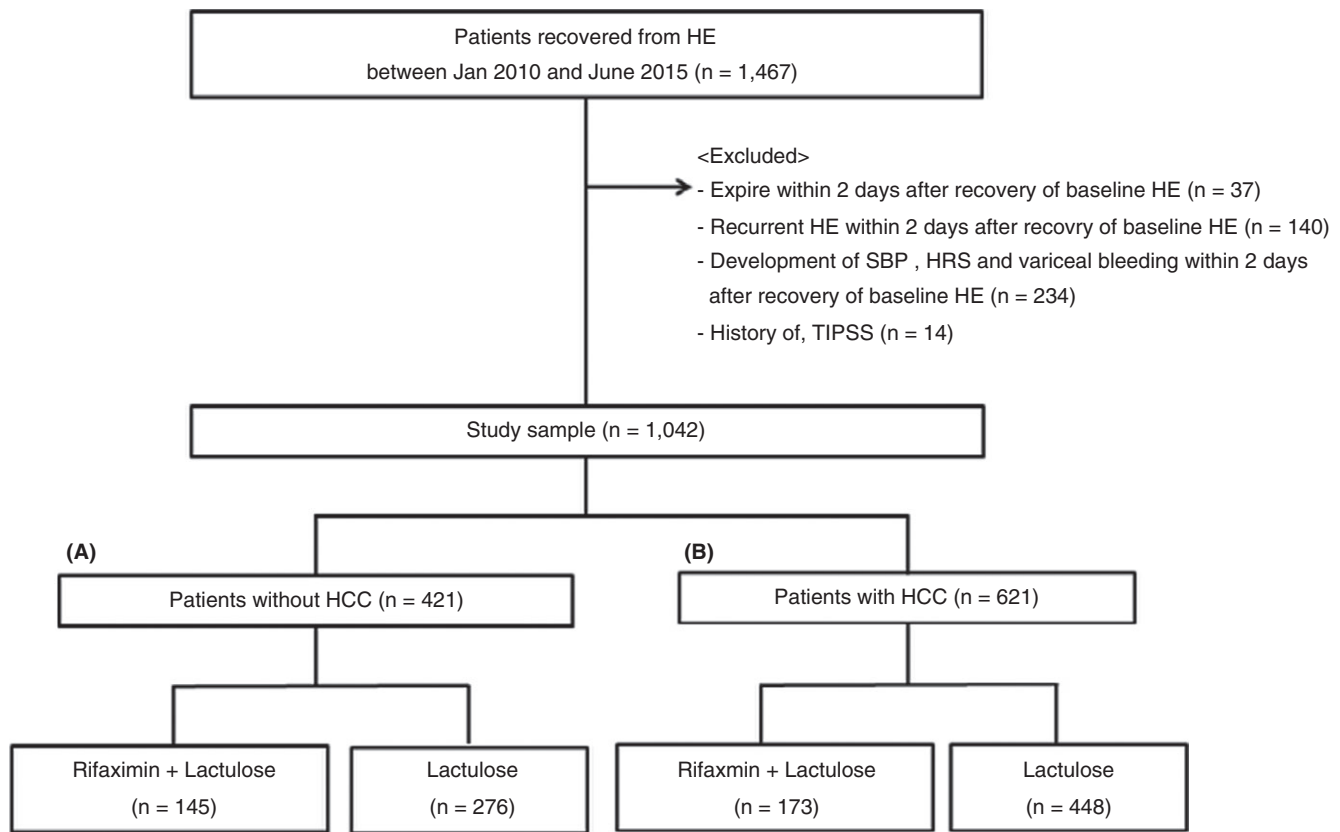 Patients recovered from HE
between Jan 2010 and June 2015 (n = 1,467)
<Excluded>
- Expire within 2 days after recovery of baseline HE (n = 37)
- Recurrent HE within 2 days after recovry of baseline HE (n = 140)
- Development of SBP , HRS and variceal bleeding within 2 days
after recovery of baseline HE (n = 234)
- History of, TIPSS (n = 14)
Study sample (n = 1,042)
(A)
Patients without HCC (n = 421)
(B)
Patients with HCC (n = 621)
Rifaximin + Lactulose
(n = 145)
Lactulose
(n = 276)
Rifaxmin + Lactulose
(n = 173)
Lactulose
(n = 448)